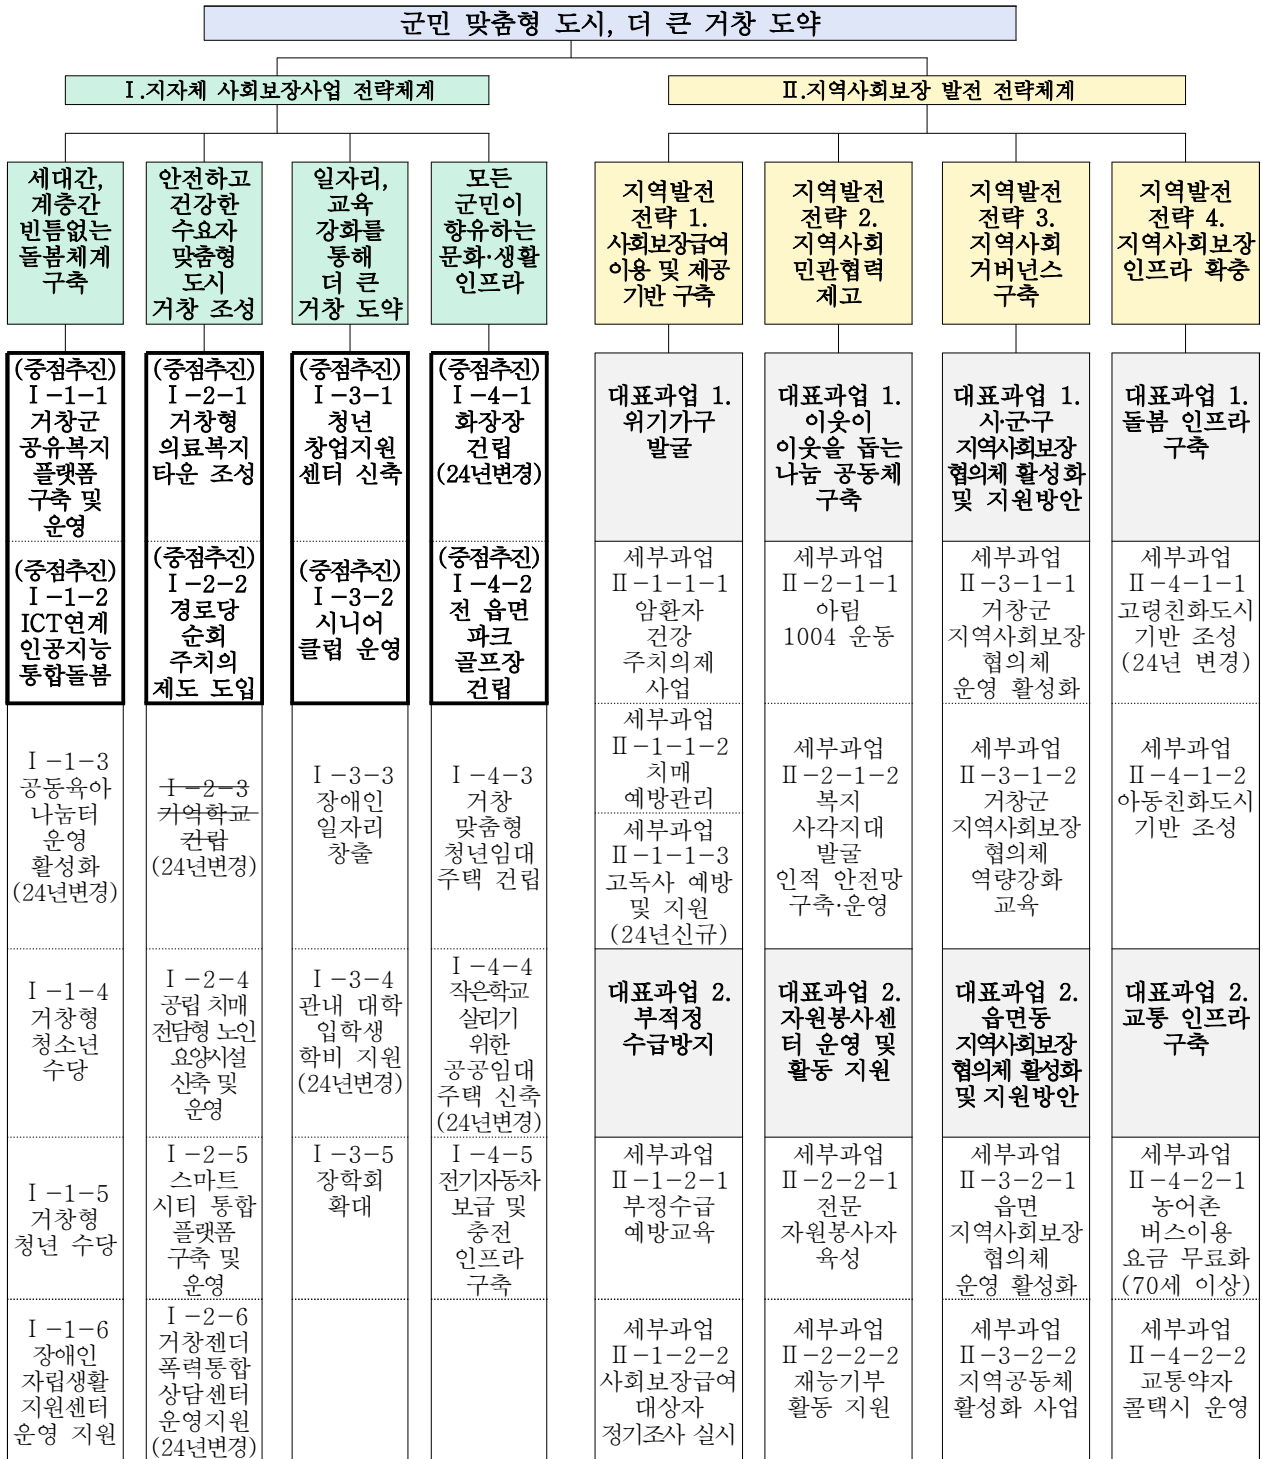 군민 맞춤형 도시, 더 큰 거창 도약
Ⅰ.지자체 사회보장사업 전략체계
Ⅱ.지역사회보장 발전 전략체계
세대간,
계층간
빈틈없는
돌봄체계
구축
안전하고
건강한
수요자
맞춤형
도시
거창 조성
일자리,
교육
강화를
통해
더 큰
거창 도약
모든
군민이
향유하는
문화·생활
인프라
지역발전
전략 1.
사회보장급여
이용 및 제공
기반 구축
지역발전
전략 2.
지역사회
민관협력
제고
지역발전
전략 3.
지역사회
거버넌스
구축
지역발전
전략 4.
지역사회보장
인프라 확충
(중점추진)
Ⅰ-1-1
거창군
공유복지
플랫폼
구축 및
운영
(중점추진)
Ⅰ-2-1
거창형
의료복지
타운 조성
(중점추진)
Ⅰ-3-1
청년
창업지원
센터 신축
(중점추진)
Ⅰ-4-1
화장장
건립
(24년변경)
대표과업 1.
위기가구
발굴
대표과업 1.
이웃이
이웃을 돕는
나눔 공동체
구축
대표과업 1.
시·군·구
지역사회보장
협의체 활성화
및 지원방안
대표과업 1.
돌봄 인프라
구축
(중점추진)
Ⅰ-1-2
ICT연계
인공지능
통합돌봄
(중점추진)
Ⅰ-2-2
경로당
순회
주치의
제도 도입
(중점추진)
Ⅰ-3-2
시니어
클럽 운영
(중점추진)
Ⅰ-4-2
전 읍면
파크
골프장
건립
세부과업
Ⅱ-1-1-1
암환자
건강
주치의제
사업
세부과업
Ⅱ-2-1-1
아림
1004 운동
세부과업
Ⅱ-3-1-1
거창군
지역사회보장
협의체
운영 활성화
세부과업
Ⅱ-4-1-1
고령친화도시
기반 조성
(24년 변경)
Ⅰ-1-3
공동육아
나눔터
운영
활성화
(24년변경)
Ⅰ-2-3
기억학교
건립
(24년변경)
Ⅰ-3-3
장애인
일자리
창출
Ⅰ-4-3
거창
맞춤형
청년임대
주택 건립
세부과업
Ⅱ-1-1-2
치매
예방관리
세부과업
Ⅱ-1-1-3
고독사 예방
및 지원
(24년신규)
세부과업
Ⅱ-2-1-2
복지
사각지대
발굴
인적 안전망
구축·운영
세부과업
Ⅱ-3-1-2
거창군
지역사회보장
협의체
역량강화
교육
세부과업
Ⅱ-4-1-2
아동친화도시
기반 조성
Ⅰ-1-4
거창형
청소년
수당
Ⅰ-2-4
공립 치매
전담형 노인
요양시설
신축 및
운영
Ⅰ-3-4
관내 대학
입학생
학비 지원
(24년변경)
Ⅰ-4-4
작은학교
살리기
위한
공공임대
주택 신축
(24년변경)
대표과업 2.
부적정
수급방지
대표과업 2.
자원봉사센
터 운영 및
활동 지원
대표과업 2.
읍면동
지역사회보장
협의체 활성화
및 지원방안
대표과업 2.
교통 인프라
구축
Ⅰ-1-5
거창형
청년 수당
Ⅰ-2-5
스마트
시티 통합
플랫폼
구축 및
운영
Ⅰ-3-5
장학회
확대
Ⅰ-4-5
전기자동차
보급 및
충전
인프라
구축
세부과업
Ⅱ-1-2-1
부정수급
예방교육
세부과업
Ⅱ-2-2-1
전문
자원봉사자
육성
세부과업
Ⅱ-3-2-1
읍면
지역사회보장
협의체
운영 활성화
세부과업
Ⅱ-4-2-1
농어촌
버스이용
요금 무료화
(70세 이상)
Ⅰ-1-6
장애인
자립생활
지원센터
운영 지원
Ⅰ-2-6
거창젠더
폭력통합
상담센터
운영지원
(24년변경)
세부과업
Ⅱ-1-2-2
사회보장급여
대상자
정기조사 실시
세부과업
Ⅱ-2-2-2
재능기부
활동 지원
세부과업
Ⅱ-3-2-2
지역공동체
활성화 사업
세부과업
Ⅱ-4-2-2
교통약자
콜택시 운영